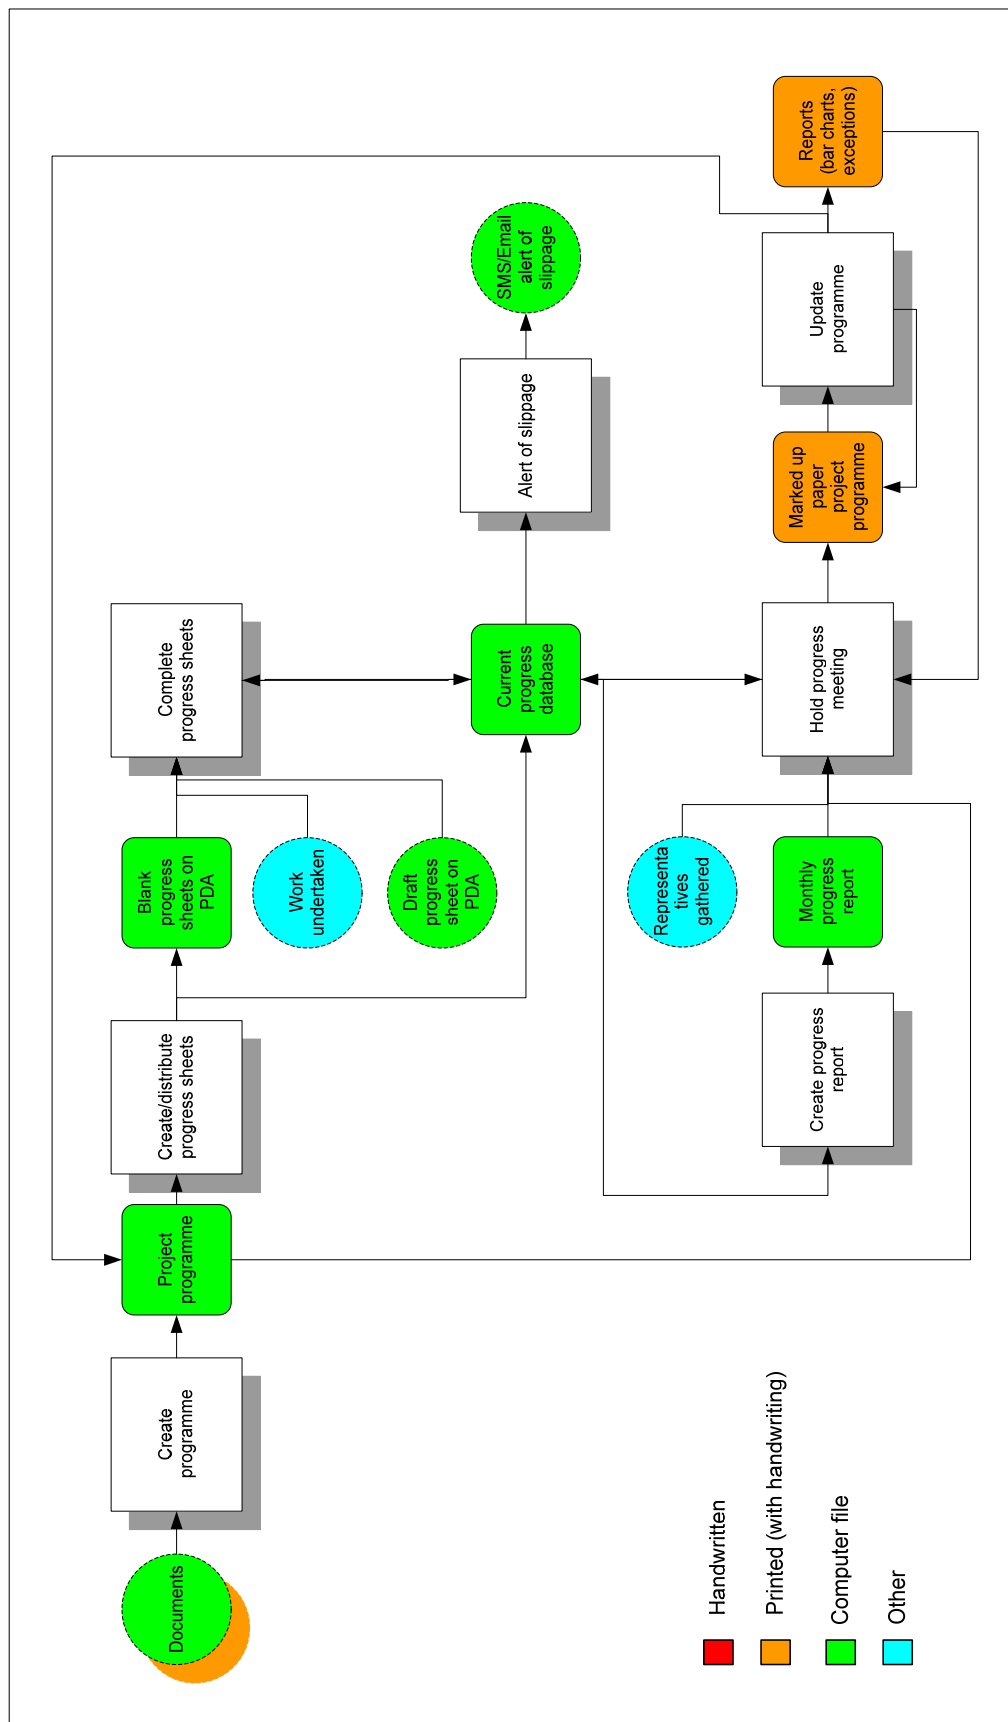 Documents
Create
programme
Project
programme
Create/distribute
progress sheets
Blank
progress
sheets on
PDA
Work
undertaken
Draft
progress
sheet on
PDA
Complete
progress sheets
Current
progress
database
Alert of slippage
SMS/Email
alert of
slippage
Create progress
report
Monthly
progress
report
Representa
tives
gathered
Hold progress
meeting
Marked up
paper
project
programme
Update
programme
Reports
(bar charts,
exceptions)
Handwritten
Printed (with handwriting)
Computer file
Other